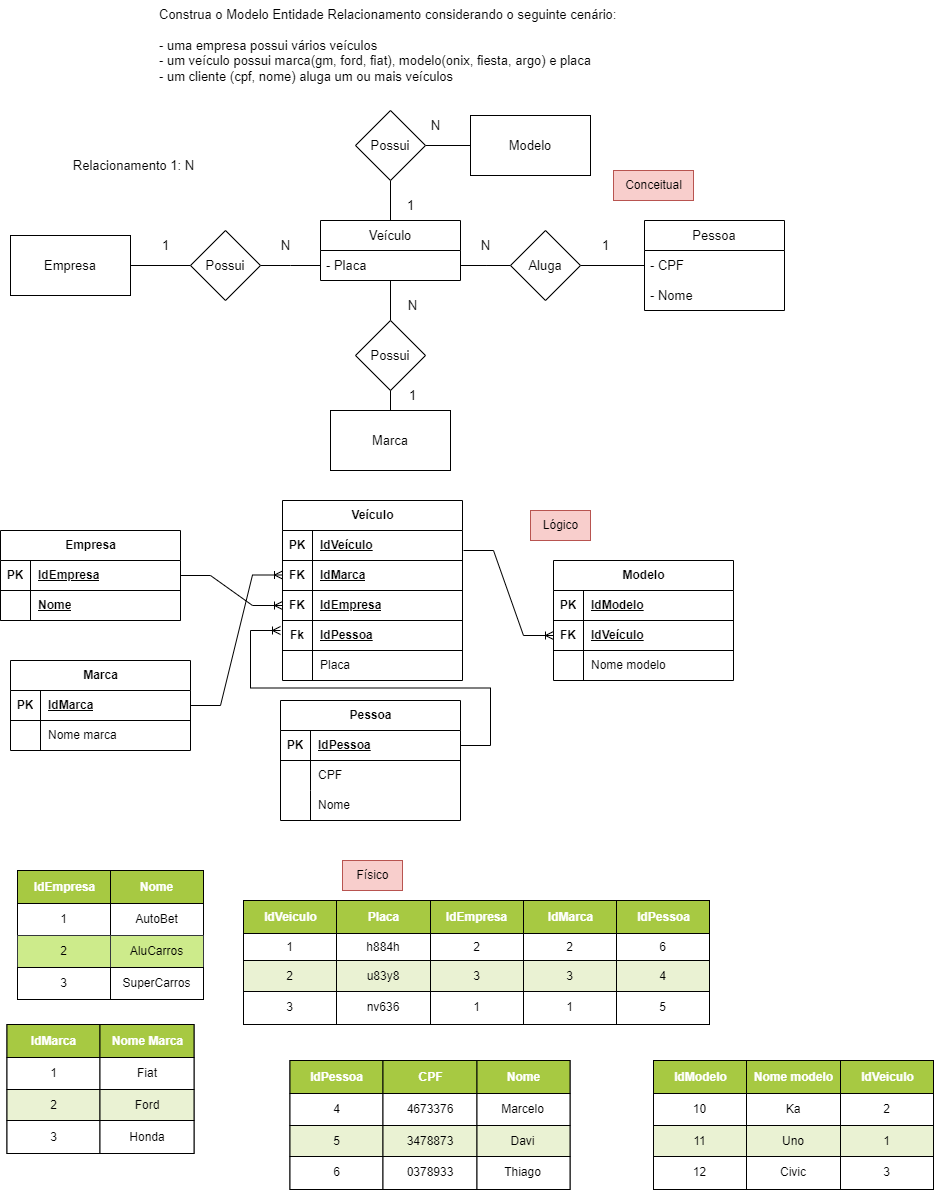 Construa o Modelo Entidade Relacionamento considerando o seguinte cenário:
- uma empresa possui vários veículos
- um veículo possui marca(gm, ford, fiat), modelo(onix, fiesta, argo) e placa
- um cliente (cpf, nome) aluga um ou mais veículos
Possui
N
Modelo
Relacionamento 1: N
Conceitual
1
Empresa
1
Possui
N
Veículo
- Placa
N
Aluga
1
Pessoa
- CPF
- Nome
N
Possui
1
Marca
Lógico
Empresa
PK IdEmpresa
Nome
Marca
PK IdMarca
Nome marca
Veículo
PK IdVeículo
FK IdMarca
FK IdEmpresa
Fk IdPessoa
Placa
Modelo
PK IdModelo
FK IdVeículo
Nome modelo
Pessoa
PK IdPessoa
CPF
Nome
Físico
IdEmpresa Nome
1 AutoBet
2 AluCarros
3 SuperCarros
IdVeiculo Placa IdEmpresa IdMarca IdPessoa
1 h884h 2 2 6
2 u83y8 3 3 4
3 nv636 1 1 5
IdMarca Nome Marca
1 Fiat
2 Ford
3 Honda
IdPessoa CPF Nome
4 4673376 Marcelo
5 3478873 Davi
6 0378933 Thiago
IdModelo Nome modelo IdVeiculo
10 Ka 2
11 Uno 1
12 Civic 3